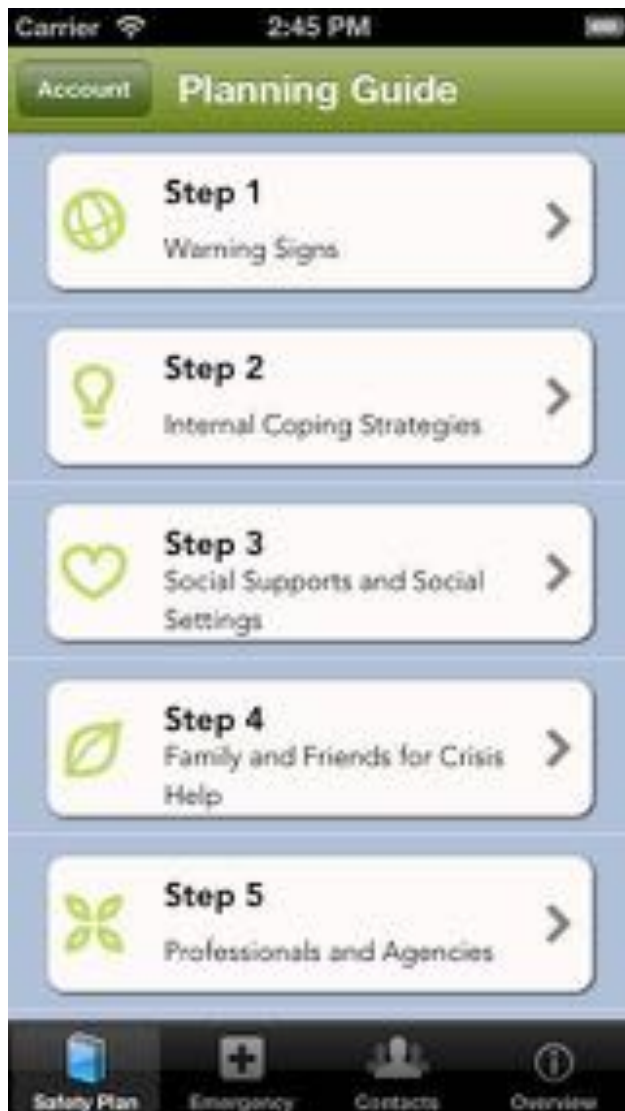 Carrier 2:45 PM
Account Planning Guide
Step 1
Warning Signs
Step 2
Internal Coping Strategies
Step 3
Social Supports and Social
Settings
Step 4
Family and Friends for Crisis
Help
Step 5
Professionals and Agencies
Safety Plan Emergency Contacts Overview